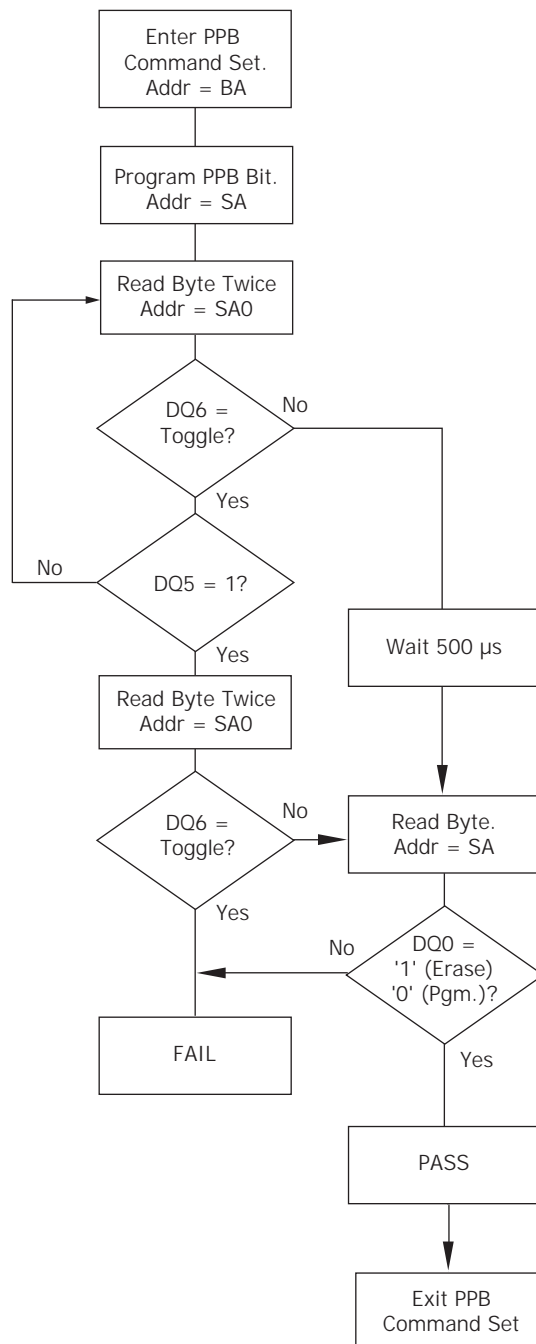 Enter PPB
Command Set.
Addr = BA
Program PPB Bit.
Addr = SA
Read Byte Twice
Addr = SA0
DQ6 =
Toggle?
No
Yes
DQ5 = 1?
No
Yes
Wait 500 µs
Read Byte Twice
Addr = SA0
DQ6 =
Toggle?
No
Yes
Read Byte.
Addr = SA
DQ0 =
'1' (Erase)
'0' (Pgm.)?
No
Yes
FAIL
PASS
Exit PPB
Command Set